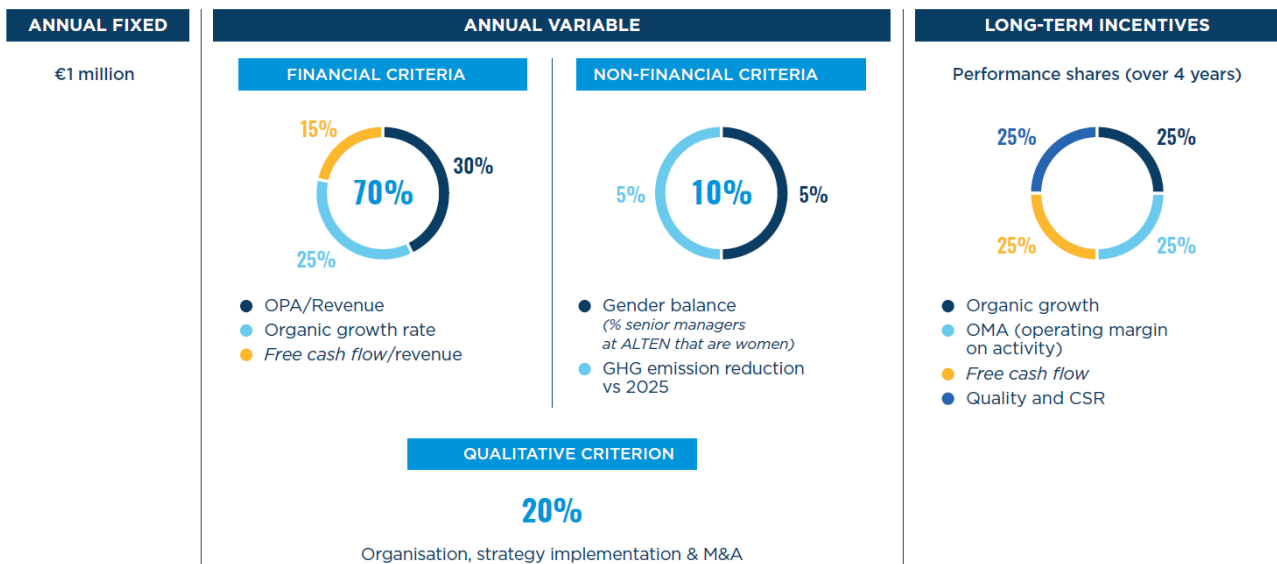 ANNUAL FIXED
€1 million
ANNUAL VARIABLE
FINANCIAL CRITERIA
15%
30%
70%
25%
OPA/Revenue
Organic growth rate
Free cash flow/revenue
NON-FINANCIAL CRITERIA
5%
10%
5%
Gender balance
(% senior managers
at ALTEN that are women)
GHG emission reduction
vs 2025
QUALITATIVE CRITERION
20%
Organisation, strategy implementation & M&A
LONG-TERM INCENTIVES
Performance shares (over 4 years)
25%
25%
25%
25%
Organic growth
OMA (operating margin
on activity)
Free cash flow
Quality and CSR